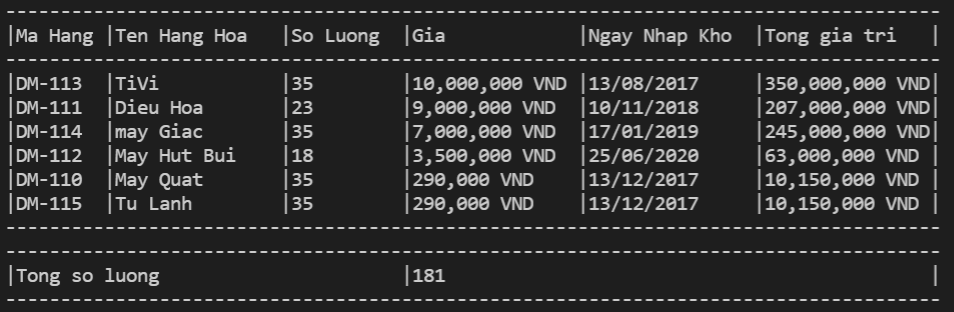 |Ma Hang |Ten Hang Hoa |So Luong |Gia |Ngay Nhap Kho |Tong gia tri |
|DM-113 |TiVi |35 |10,000,000 VND |13/08/2017 |350,000,000 VND|
|DM-111 |Dieu Hoa |23 |9,000,000 VND |10/11/2018 |207,000,000 VND|
|DM-114 |may Giac |35 |7,000,000 VND |17/01/2019 |245,000,000 VND|
|DM-112 |May Hut Bui |18 |3,500,000 VND |25/06/2020 |63,000,000 VND |
|DM-110 |May Quat |35 |290,000 VND |13/12/2017 |10,150,000 VND |
|DM-115 |Tu Lanh |35 |290,000 VND |13/12/2017 |10,150,000 VND |
|Tong so luong |181 |